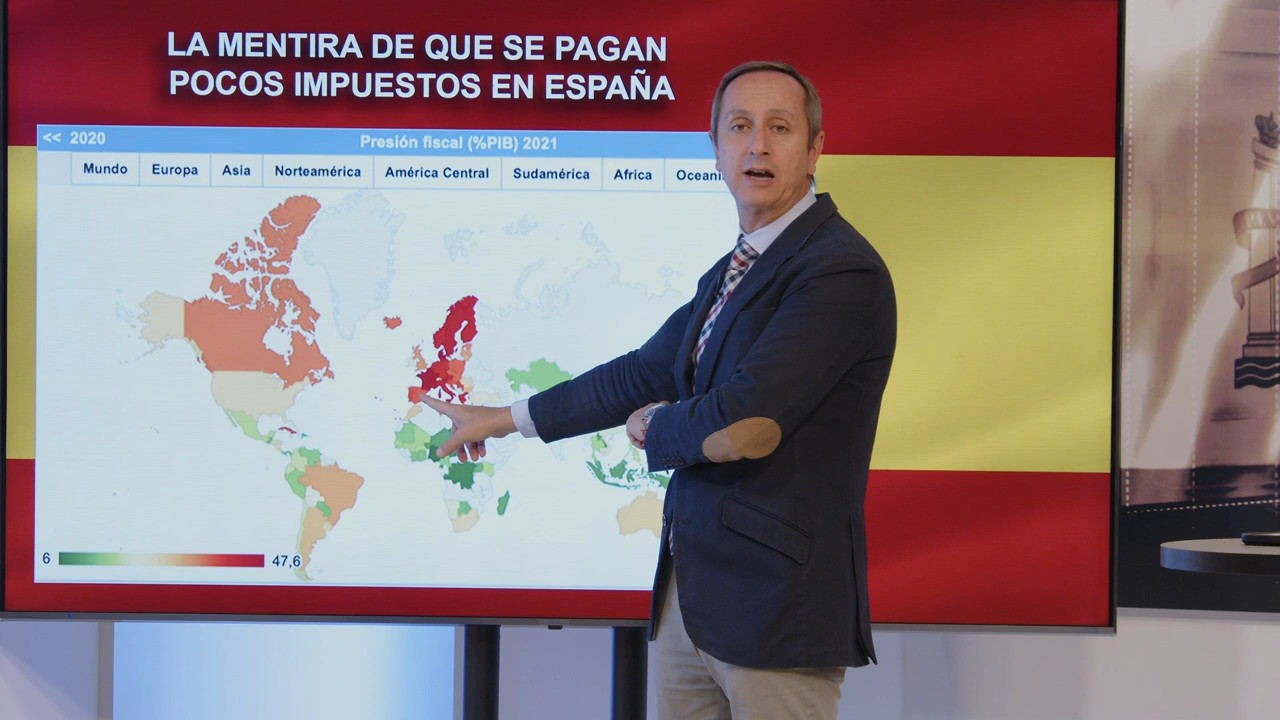 LA MENTIRA DE QUE SE PAGAN
POCOS IMPUESTOS EN ESPAÑA
<< 2020 Presión fiscal (%PIB) 2021
Mundo Europa Asia Norteamérica América Central Sudamérica Africa
6 47,6